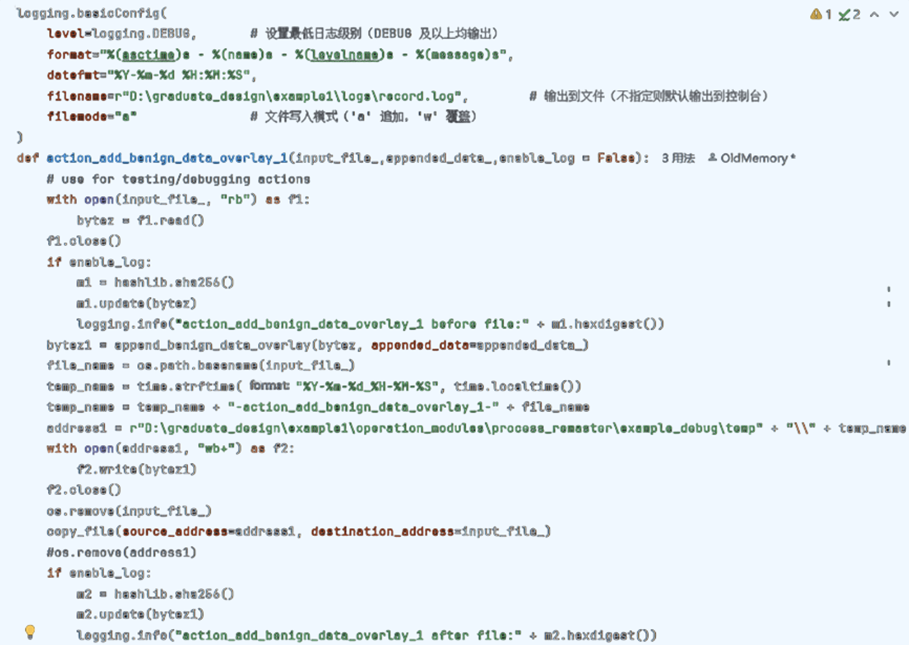 logging.basicConfig(
    level=logging.DEBUG,        # 设置最低日志级别（DEBUG 及以上均输出）
    format="%(asctime)s - %(name)s - %(levelname)s - %(message)s",
    datefmt="%Y-%m-%d %H:%M:%S",
    filename=r"D:\graduate_design\example1\logs\record.log",        # 输出到文件（不指定则默认输出到控制台）
    filemode="a"                # 文件写入模式（'a' 追加，'w' 覆盖）
)
⚠1 ✓2
def action_add_benign_data_overlay_1(input_file_,appended_data_,enable_log = False):  3 用法  OldMemory *
    # use for testing/debugging actions
    with open(input_file_, "rb") as f1:
        bytez = f1.read()
    f1.close()
    if enable_log:
        m1 = hashlib.sha256()
        m1.update(bytez)
        logging.info("action_add_benign_data_overlay_1 before file:" + m1.hexdigest())
    bytez1 = append_benign_data_overlay(bytez, appended_data=appended_data_)
    file_name = os.path.basename(input_file_)
    temp_name = time.strftime( format: "%Y-%m-%d_%H-%M-%S", time.localtime())
    temp_name = temp_name + "-action_add_benign_data_overlay_1-" + file_name
    address1 = r"D:\graduate_design\example1\operation_modules\process_remaster\example_debug\temp" + "\\" + temp_name
    with open(address1, "wb+") as f2:
        f2.write(bytez1)
    f2.close()
    os.remove(input_file_)
    copy_file(source_address=address1, destination_address=input_file_)
    #os.remove(address1)
    if enable_log:
        m2 = hashlib.sha256()
        m2.update(bytez1)
        logging.info("action_add_benign_data_overlay_1 after file:" + m2.hexdigest())